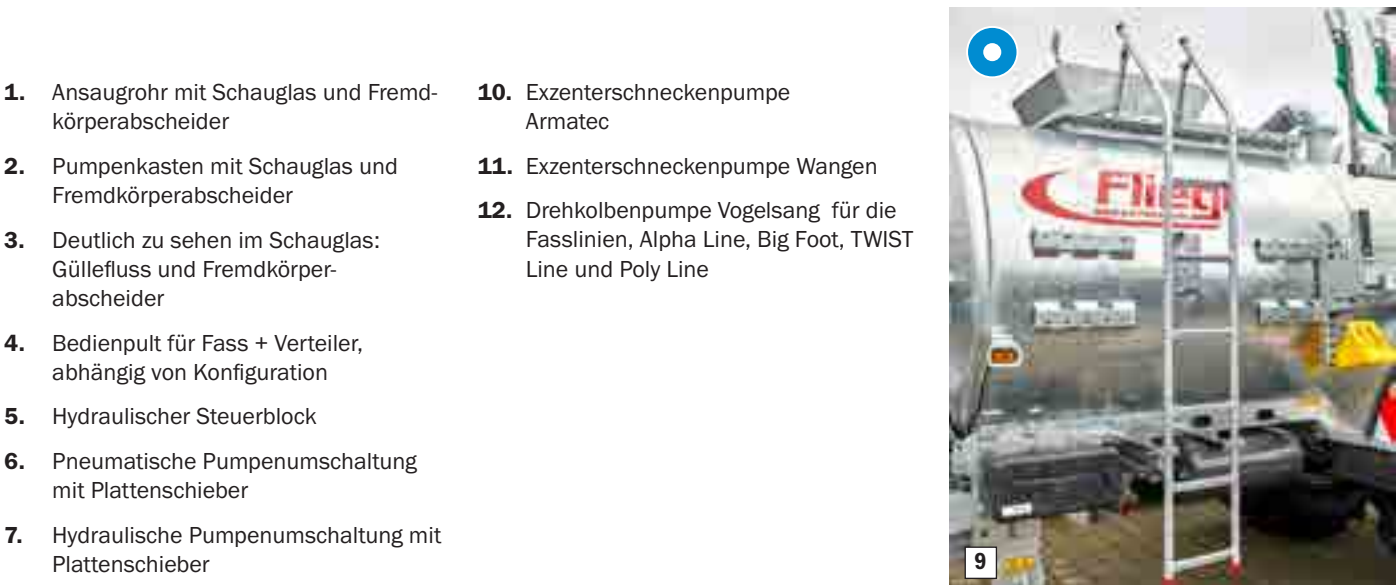 1. Ansaugrohr mit Schauglas und Fremd-
körperabscheider
2. Pumpenkasten mit Schauglas und
Fremdkörperabscheider
3. Deutlich zu sehen im Schauglas:
Güllefluss und Fremdkörper-
abscheider
4. Bedienpult für Fass + Verteiler,
abhängig von Konfiguration
5. Hydraulischer Steuerblock
6. Pneumatische Pumpenumschaltung
mit Plattenschieber
7. Hydraulische Pumpenumschaltung mit
Plattenschieber
10. Exzenterschneckenpumpe
Armatec
11. Exzenterschneckenpumpe Wangen
12. Drehkolbenpumpe Vogelsang für die
Fasslinien, Alpha Line, Big Foot, TWIST
Line und Poly Line
Fliegl
9